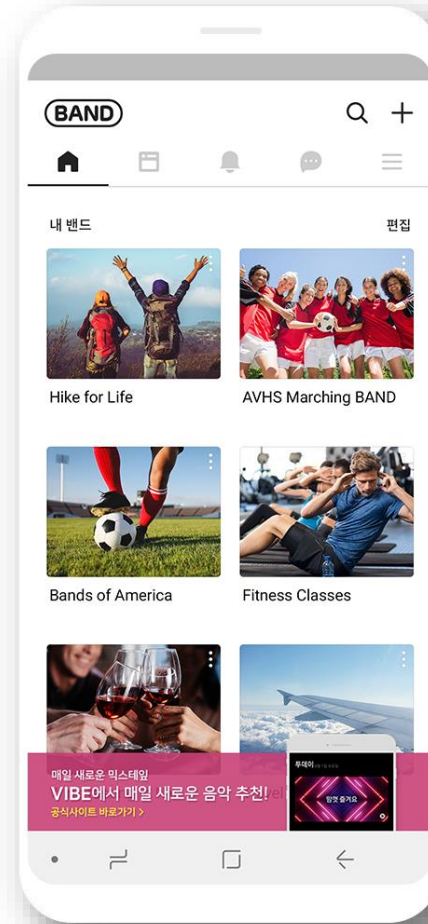 BAND
내 밴드
편집
Hike for Life
AVHS Marching BAND
Bands of America
Fitness Classes
매일 새로운 믹스테잎
VIBE에서 매일 새로운 음악 추천!
공식사이트 바로가기 >
투데이
맘껏 즐겨요